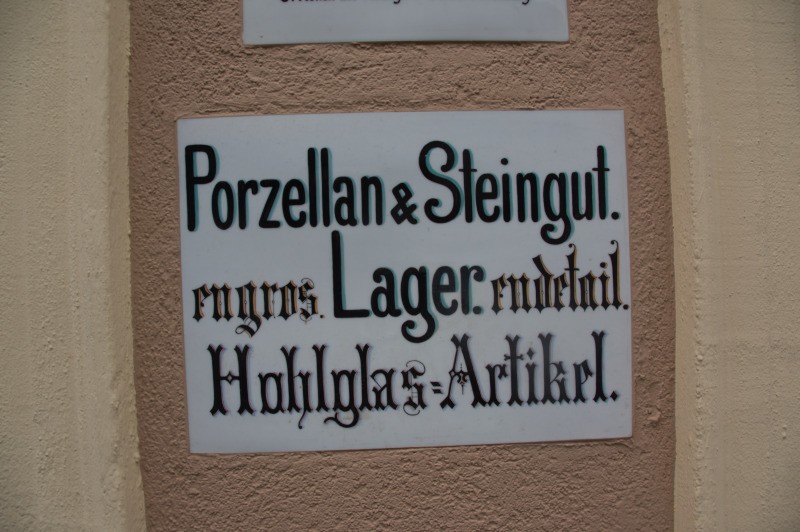 Porzellan & Steingut.
engros. Lager. endetail.
Hohlglas=Artikel.